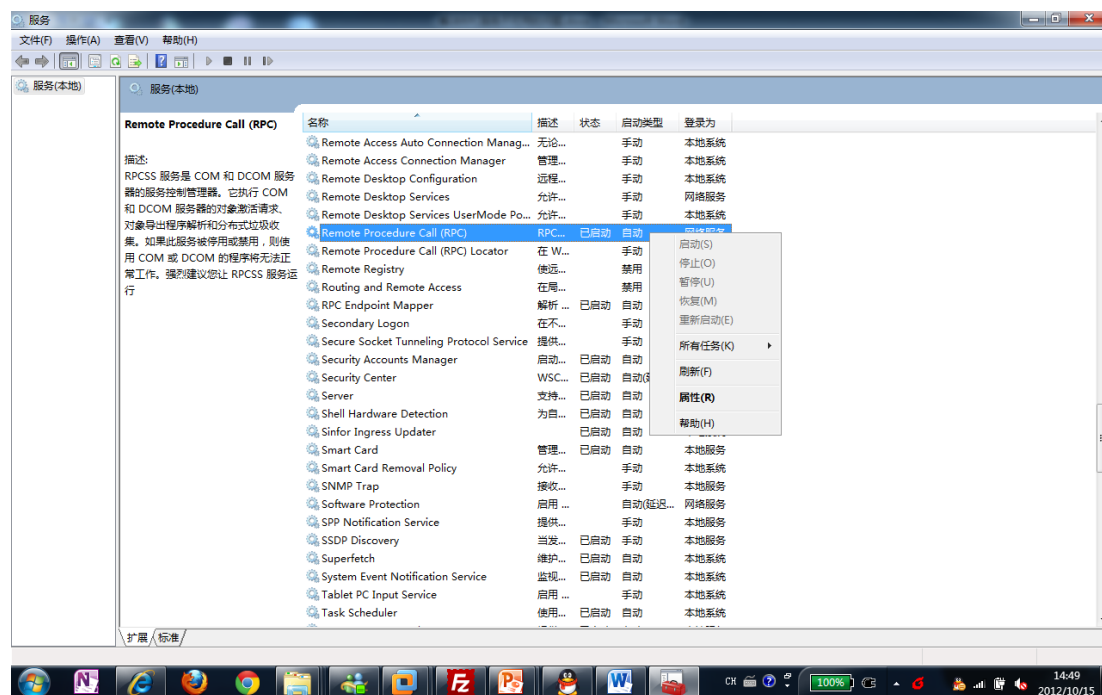 服务
文件(F) 操作(A) 查看(V) 帮助(H)
服务(本地)
服务(本地)
Remote Procedure Call (RPC)
描述:
RPCSS 服务是 COM 和 DCOM 服务
器的服务控制管理器。它执行 COM
和 DCOM 服务器的对象激活请求、
对象导出程序解析和分布式垃圾收
集。如果此服务被停用或禁用，则使
用 COM 或 DCOM 的程序将无法正
常工作。强烈建议您让 RPCSS 服务运
行
名称 描述 状态 启动类型 登录为
Remote Access Auto Connection Manag... 无论... 手动 本地系统
Remote Access Connection Manager 管理... 手动 本地系统
Remote Desktop Configuration 远程... 手动 本地系统
Remote Desktop Services 允许... 手动 网络服务
Remote Desktop Services UserMode Po... 允许... 手动 本地系统
Remote Procedure Call (RPC) RPC... 已启动 自动 网络服务
Remote Procedure Call (RPC) Locator 在 W... 手动
Remote Registry 使远... 禁用
Routing and Remote Access 在局... 禁用
RPC Endpoint Mapper 解析 ... 已启动 自动
Secondary Logon 在不... 手动
Secure Socket Tunneling Protocol Service 提供... 手动
Security Accounts Manager 启动... 已启动 自动
Security Center WSC... 已启动 自动(
Server 支持... 已启动 自动
Shell Hardware Detection 为自... 已启动 自动
Sinfor Ingress Updater 已启动 自动
Smart Card 管理... 已启动 自动 本地服务
Smart Card Removal Policy 允许... 手动 本地系统
SNMP Trap 接收... 手动 本地服务
Software Protection 启用 ... 自动(延迟... 网络服务
SPP Notification Service 提供... 手动 本地服务
SSDP Discovery 当发... 已启动 手动 本地服务
Superfetch 维护... 已启动 自动 本地系统
System Event Notification Service 监视... 已启动 自动 本地系统
Tablet PC Input Service 启用 ... 手动 本地系统
Task Scheduler 使用... 已启动 自动 本地系统
启动(S)
停止(O)
暂停(U)
恢复(M)
重新启动(E)
所有任务(K)
刷新(F)
属性(R)
帮助(H)
扩展 标准
CH 100% 14:49
2012/10/15